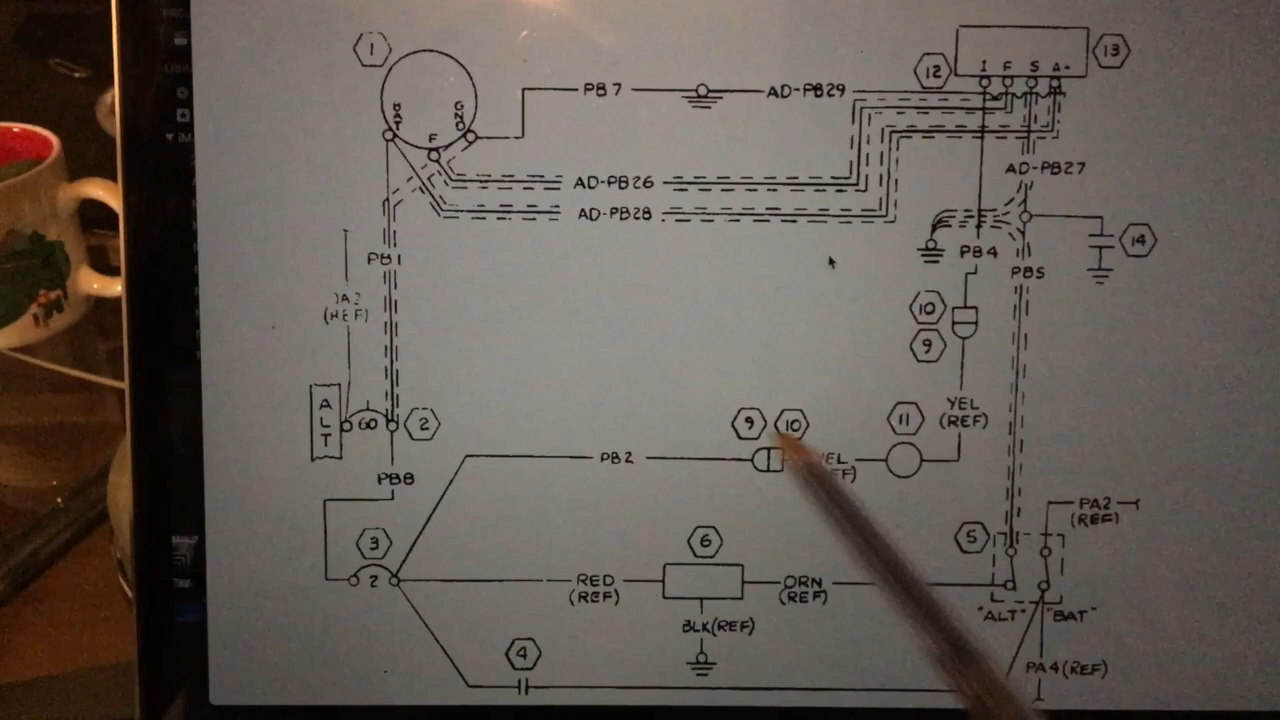 1
BAT
F
GND
PB7
AD-PB29
12
I F S A+
13
AD-PB26
AD-PB28
AD-PB27
14
PB1
PB4
PB5
10
9
A2
(REF)
ALT
60
2
PB8
PB2
9
10
11
YEL
(REF)
3
2
RED
(REF)
6
ORN
(REF)
BLK(REF)
5
PA2
(REF)
"ALT"
"BAT"
4
PA4(REF)